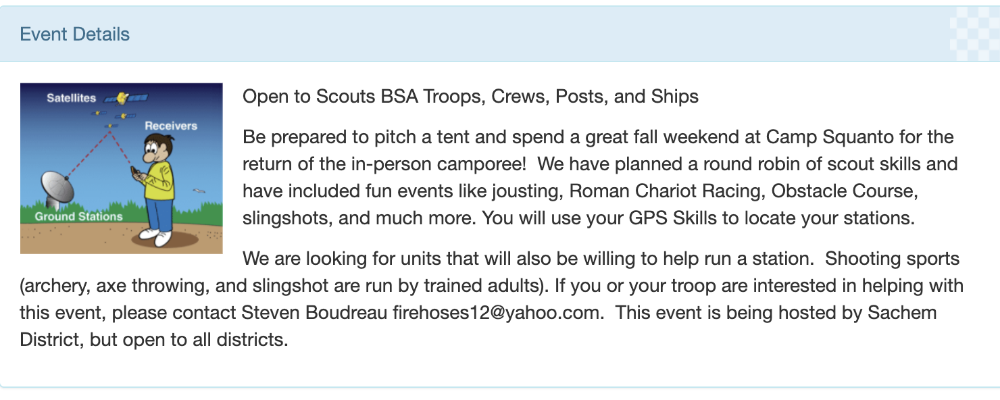 Event Details
Satellites
Receivers
Ground Stations
Open to Scouts BSA Troops, Crews, Posts, and Ships
Be prepared to pitch a tent and spend a great fall weekend at Camp Squanto for the
return of the in-person camporee!  We have planned a round robin of scout skills and
have included fun events like jousting, Roman Chariot Racing, Obstacle Course,
slingshots, and much more. You will use your GPS Skills to locate your stations.
We are looking for units that will also be willing to help run a station.  Shooting sports
(archery, axe throwing, and slingshot are run by trained adults). If you or your troop are interested in helping with
this event, please contact Steven Boudreau firehoses12@yahoo.com.  This event is being hosted by Sachem
District, but open to all districts.